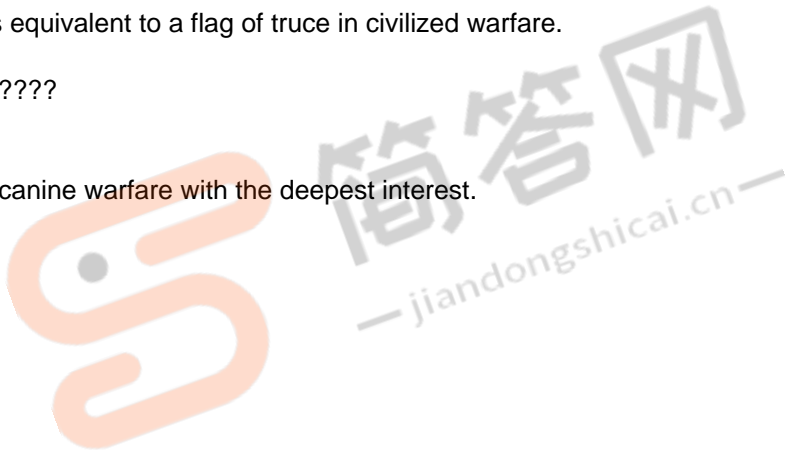 s equivalent to a flag of truce in civilized warfare.
????
canine warfare with the deepest interest.
简答网
jiandongshicai.cn